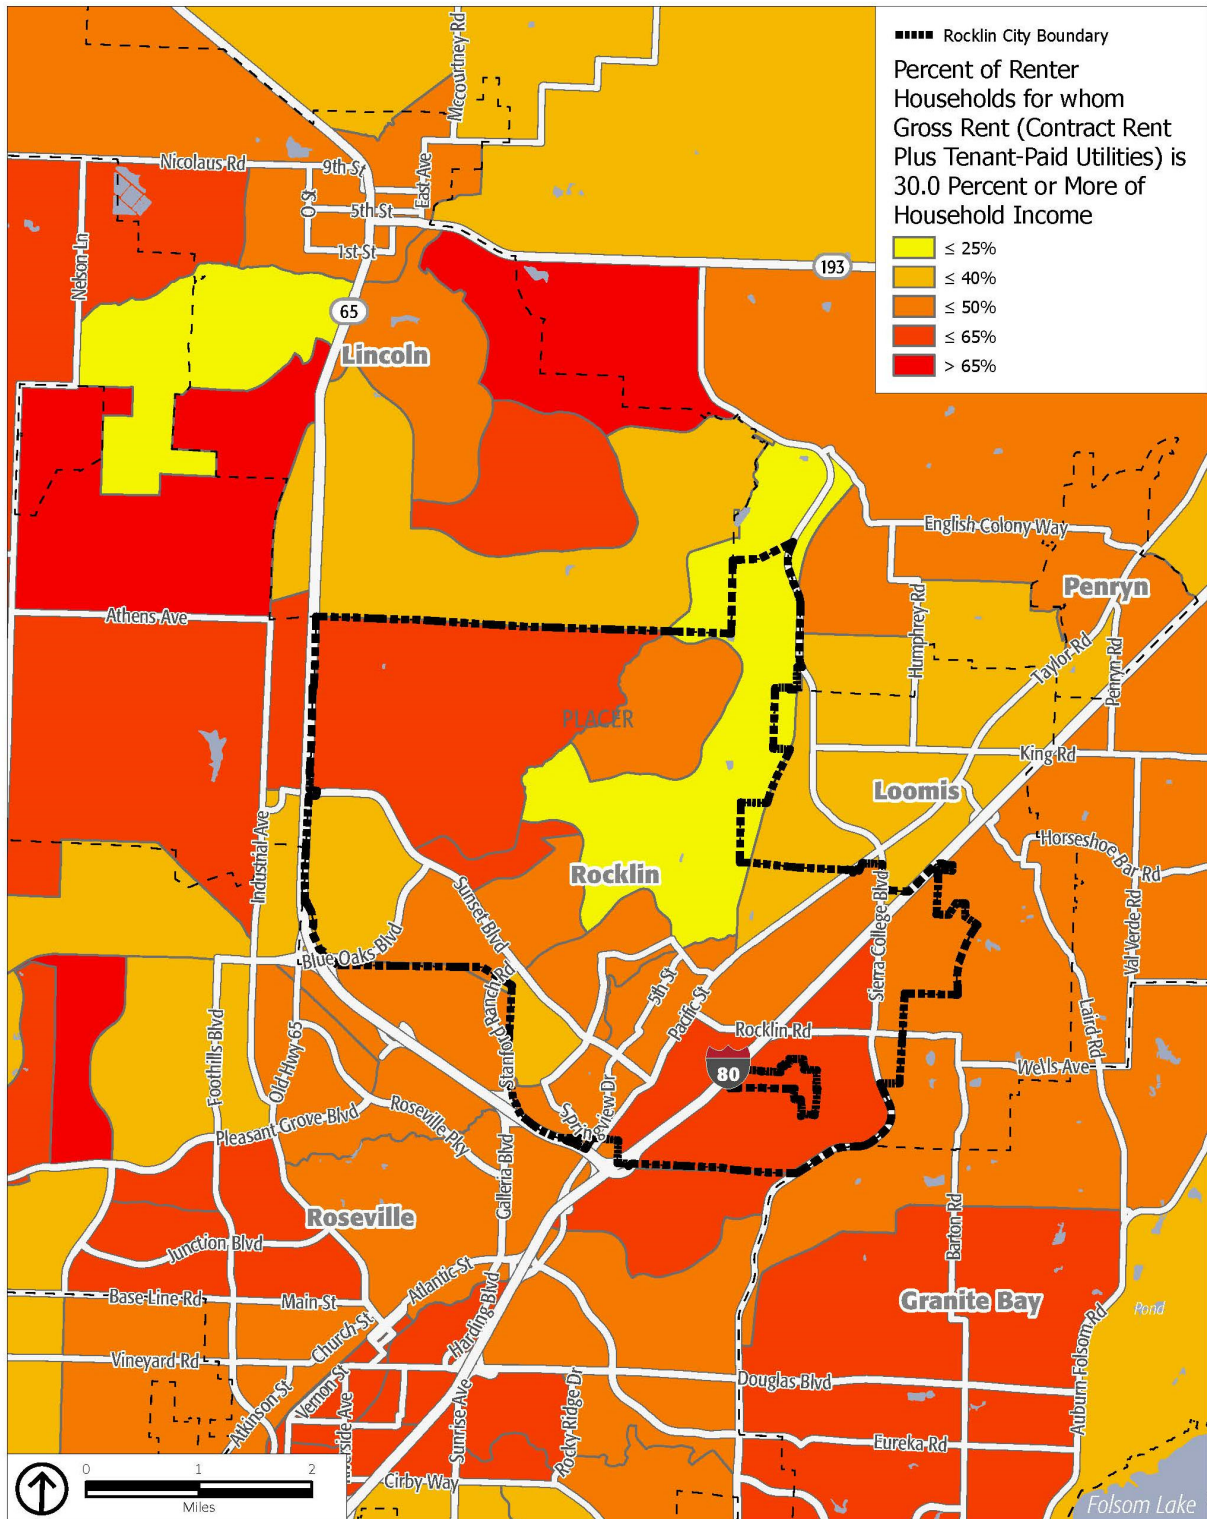 Rocklin City Boundary
Percent of Renter
Households for whom
Gross Rent (Contract Rent
Plus Tenant-Paid Utilities) is
30.0 Percent or More of
Household Income
≤ 25%
≤ 40%
≤ 50%
≤ 65%
> 65%
Mccourtney Rd
Nicolaus Rd
9th St
East Ave
O St
5th St
1st St
Nelson Ln
193
65
Lincoln
English Colony Way
Penryn
Athens Ave
Humphrey Rd
Taylor Rd
Penryn Rd
PLACER
King Rd
Loomis
Industrial Ave
Horseshoe Bar Rd
Rocklin
Sunset Blvd
Sierra College Blvd
Val Verde Rd
Blue Oaks Blvd
Stanford Ranch Rd
5th St
Pacific St
Rocklin Rd
Laird Rd
Foothills Blvd
Old Hwy 65
80
Wells Ave
Springview Dr
Pleasant Grove Blvd
Roseville Pky
Galleria Blvd
Roseville
Barton Rd
Junction Blvd
Atlantic St
Base Line Rd
Main St
Harding Blvd
Granite Bay
Pond
Church St
Vineyard Rd
Vernon St
Douglas Blvd
Auburn Folsom Rd
Atkinson St
Sunrise Ave
Rocky Ridge Dr
Eureka Rd
Cirby Way
Folsom Lake
0 1 2
Miles